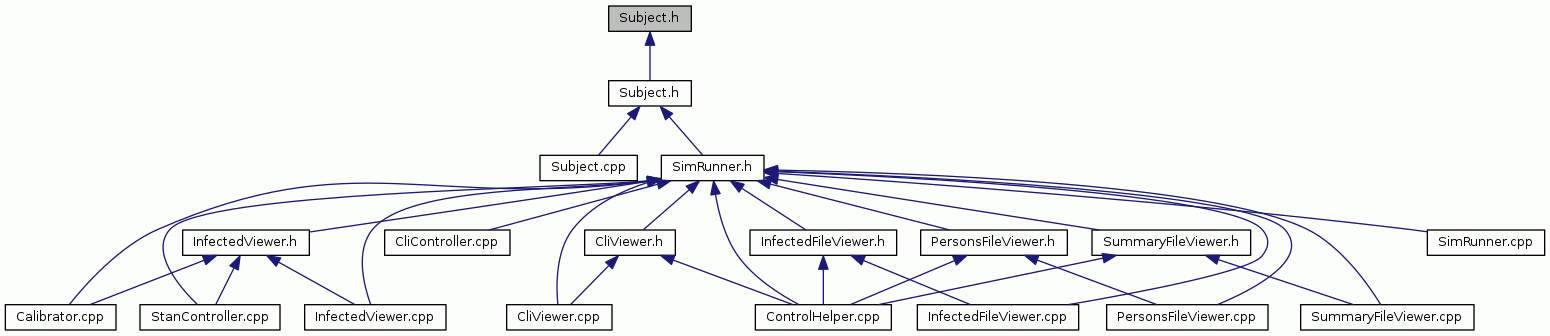 Subject.h
Subject.h
Subject.cpp
SimRunner.h
InfectedViewer.h
CliController.cpp
CliViewer.h
InfectedFileViewer.h
PersonsFileViewer.h
SummaryFileViewer.h
SimRunner.cpp
Calibrator.cpp
StanController.cpp
InfectedViewer.cpp
CliViewer.cpp
ControlHelper.cpp
InfectedFileViewer.cpp
PersonsFileViewer.cpp
SummaryFileViewer.cpp